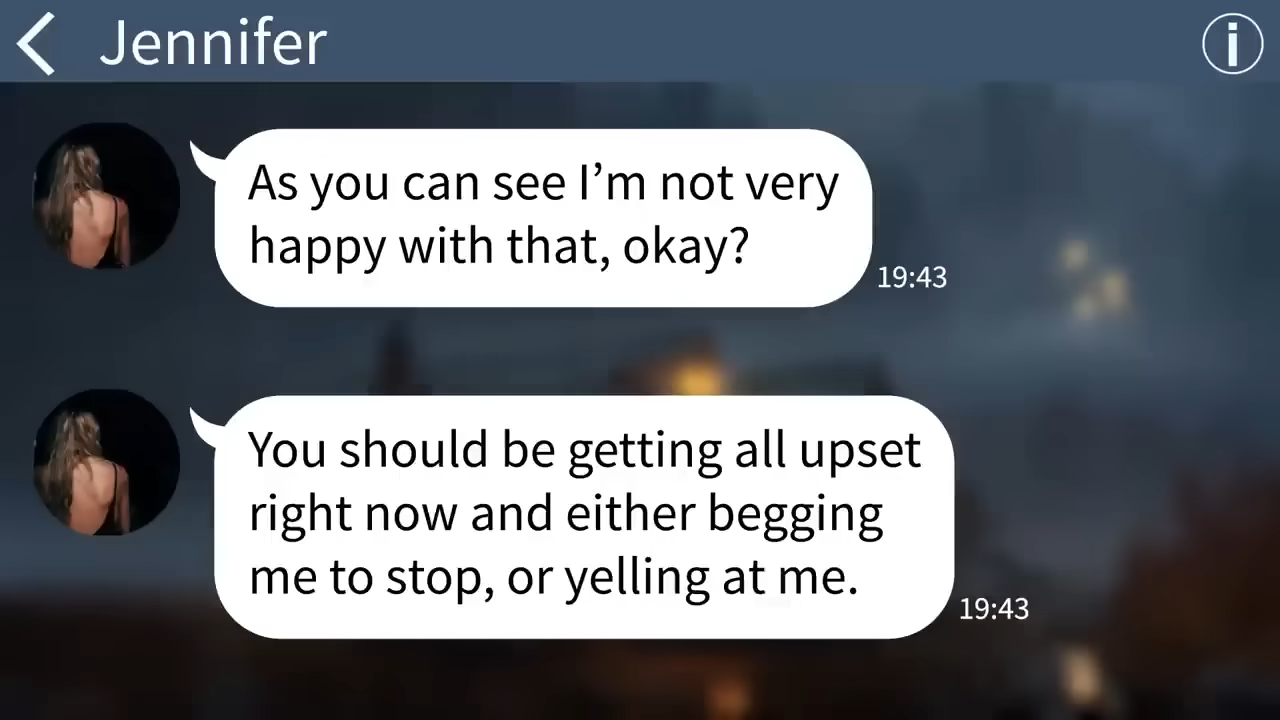 Jennifer
As you can see I’m not very
happy with that, okay?
19:43
You should be getting all upset
right now and either begging
me to stop, or yelling at me.
19:43